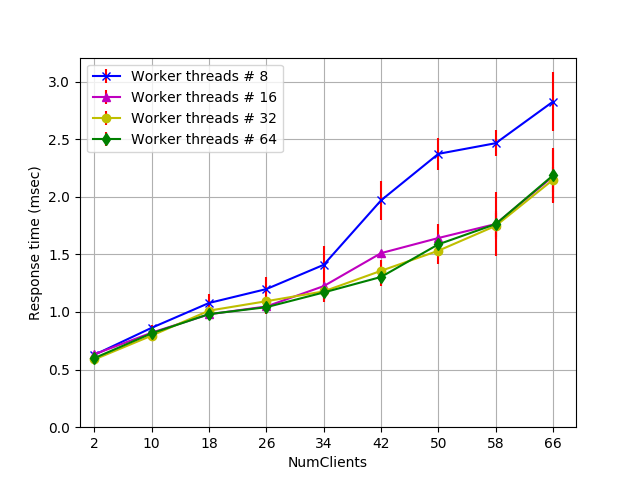 3.0
2.5
2.0
1.5
1.0
0.5
0.0
Response time (msec)
Worker threads # 8
Worker threads # 16
Worker threads # 32
Worker threads # 64
2 10 18 26 34 42 50 58 66
NumClients